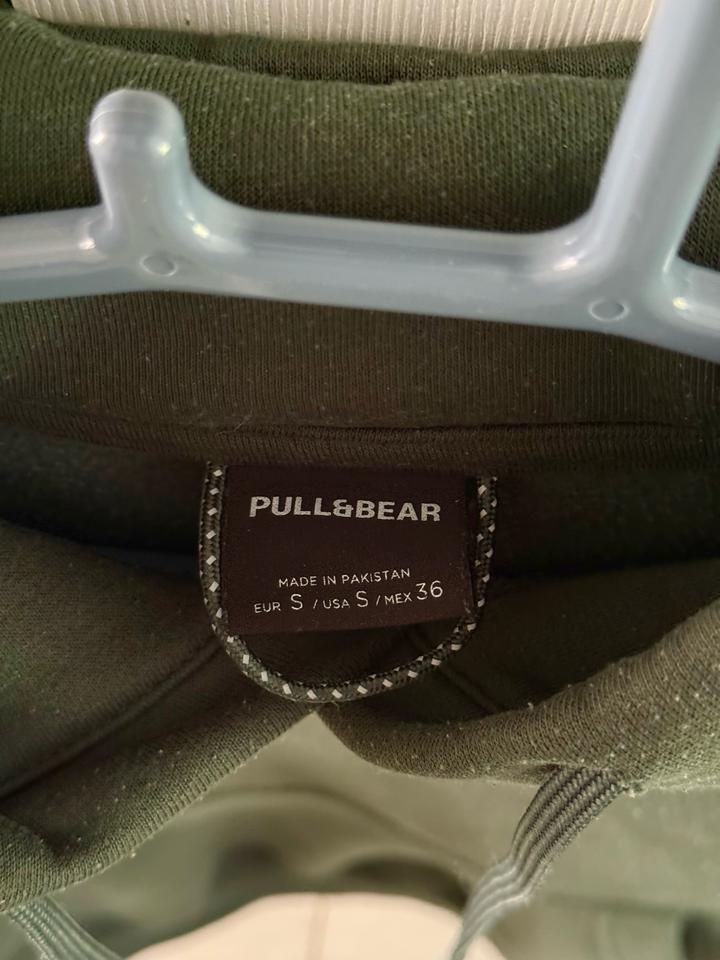 PULL&BEAR
MADE IN PAKISTAN
EUR S / USA S / MEX 36